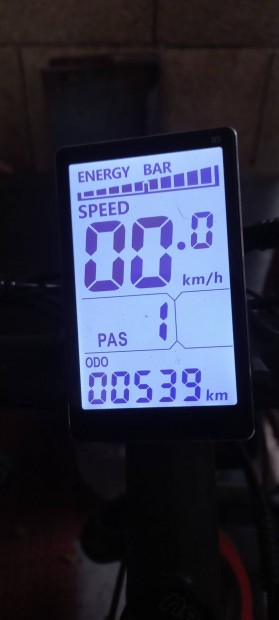 ENERGY BAR
SPEED
00.0
km/h
PAS 1
ODO
00539 km